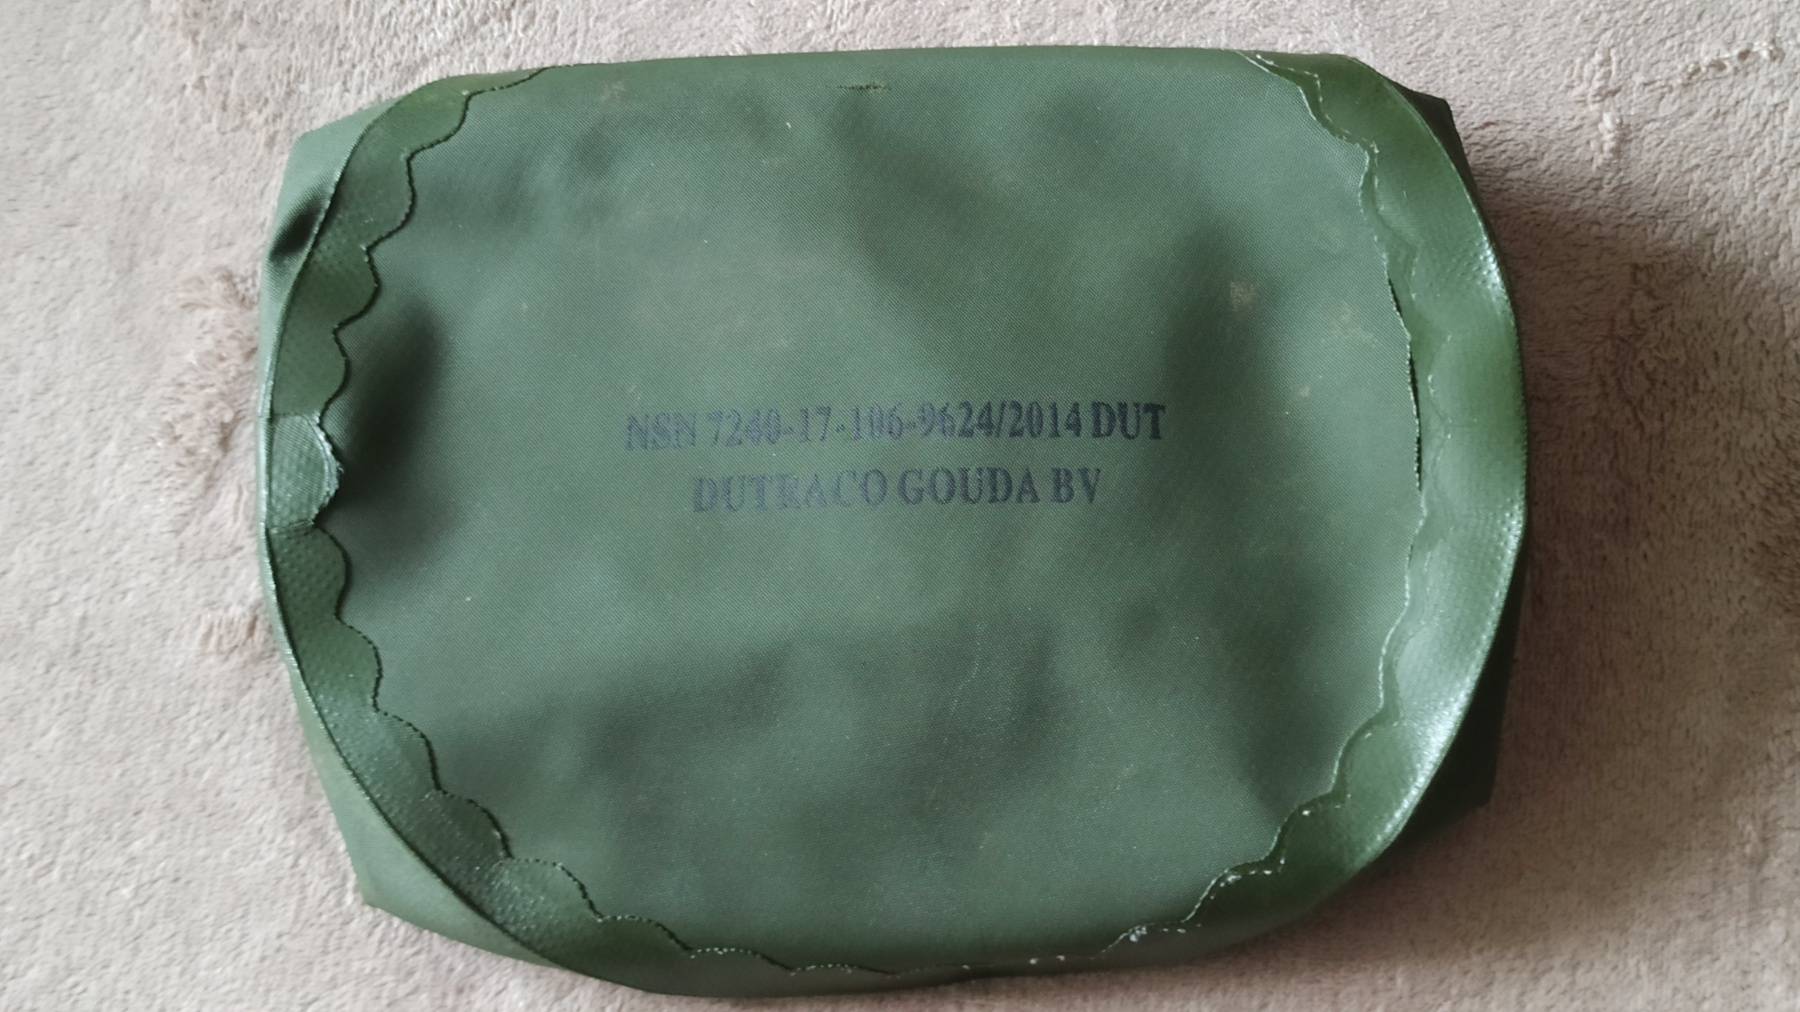 NSN 7240-17-106-9624/2014 DUT
DUTRACO GOUDA BV